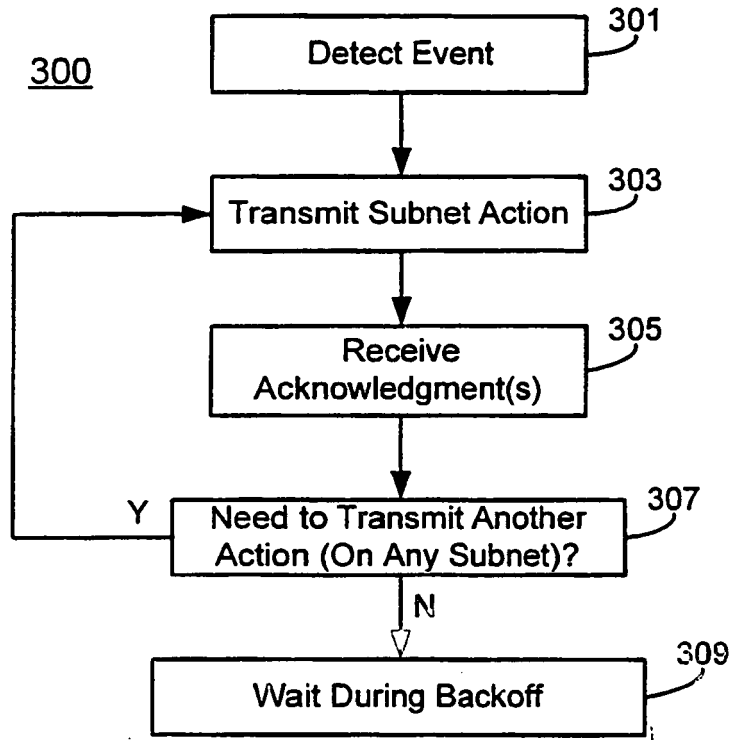 300
301
Detect Event
303
Transmit Subnet Action
305
Receive
Acknowledgment(s)
307
Need to Transmit Another
Action (On Any Subnet)?
Y
N
309
Wait During Backoff